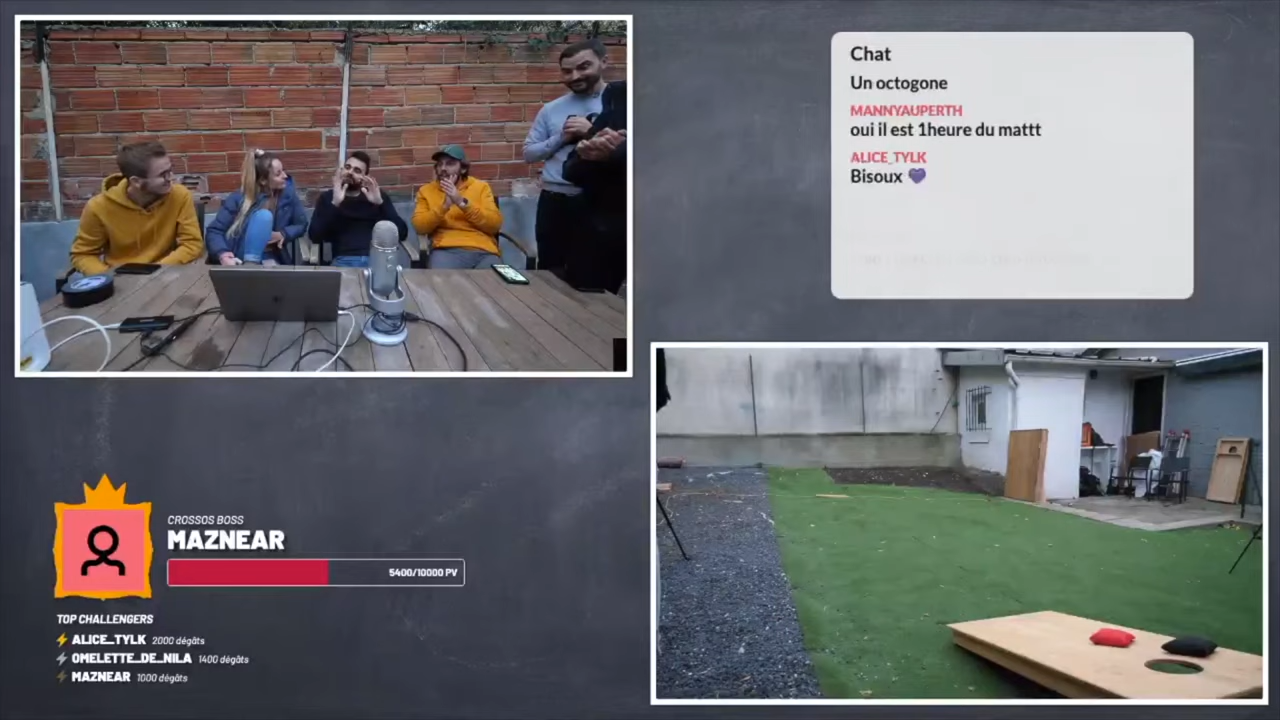 Chat
Un octogone
MANNYAUPERTH
oui il est 1heure du mattt
ALICE_TYLK
Bisoux 💜
CROSSOS BOSS
MAZNEAR
5400/10000 PV
TOP CHALLENGERS
ALICE_TYLK 2000 dégâts
OMELETTE_DE_NILA 1400 dégâts
MAZNEAR 1000 dégâts